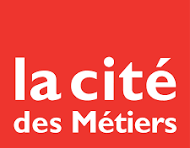 la cité
des Métiers